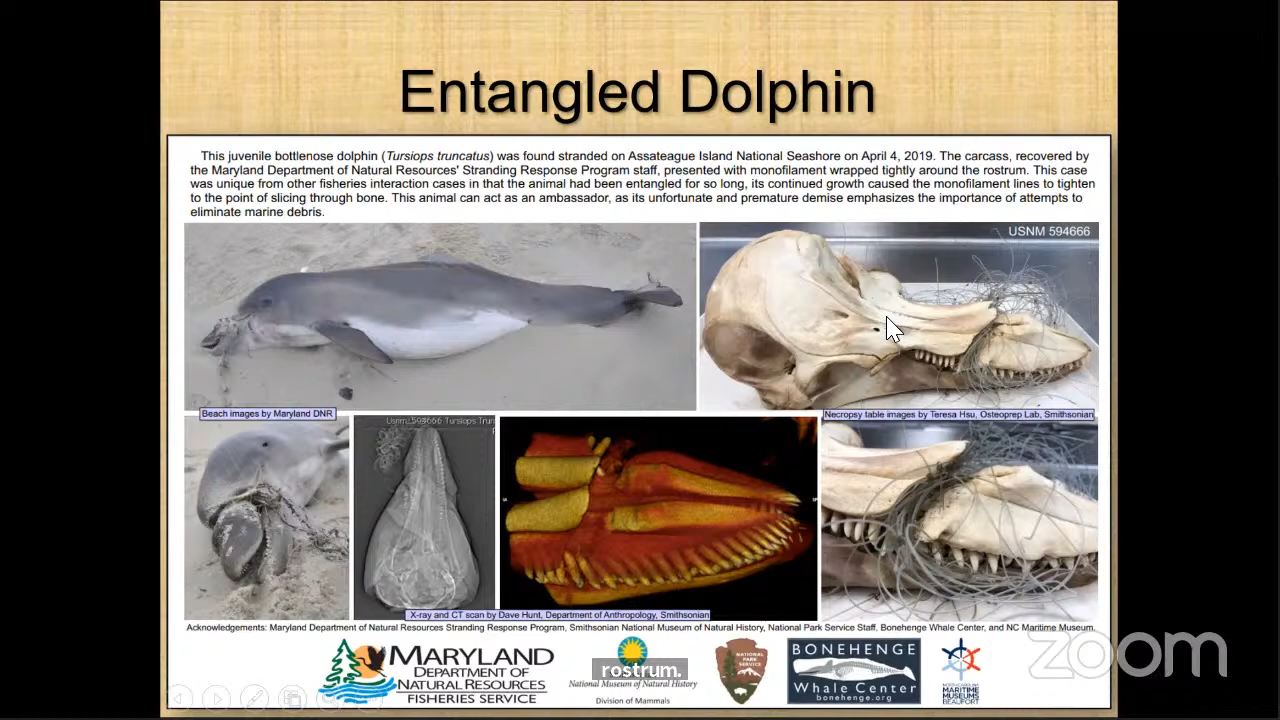 Entangled Dolphin
This juvenile bottlenose dolphin (Tursiops truncatus) was found stranded on Assateague Island National Seashore on April 4, 2019. The carcass, recovered by
the Maryland Department of Natural Resources' Stranding Response Program staff, presented with monofilament wrapped tightly around the rostrum. This case
was unique from other fisheries interaction cases in that the animal had been entangled for so long, its continued growth caused the monofilament lines to tighten
to the point of slicing through bone. This animal can act as an ambassador, as its unfortunate and premature demise emphasizes the importance of attempts to
eliminate marine debris.
USNM 594666
Beach images by Maryland DNR
Necropsy table images by Teresa Hsu, Osteoprep Lab, Smithsonian
Usnm_593666 Tursiops Trun
X-ray and CT scan by Dave Hunt, Department of Anthropology, Smithsonian
Acknowledgements: Maryland Department of Natural Resources Stranding Response Program, Smithsonian National Museum of Natural History, National Park Service Staff, Bonehenge Whale Center, and NC Maritime Museum.
MARYLAND
DEPARTMENT OF
NATURAL RESOURCES
FISHERIES SERVICE
rostrum.
National Museum of Natural History
Division of Mammals
NATIONAL
PARK
SERVICE
BONEHENGE
Whale Center
bonehenge.org
NORTH CAROLINA
MARITIME
MUSEUMS
BEAUFORT
zoom